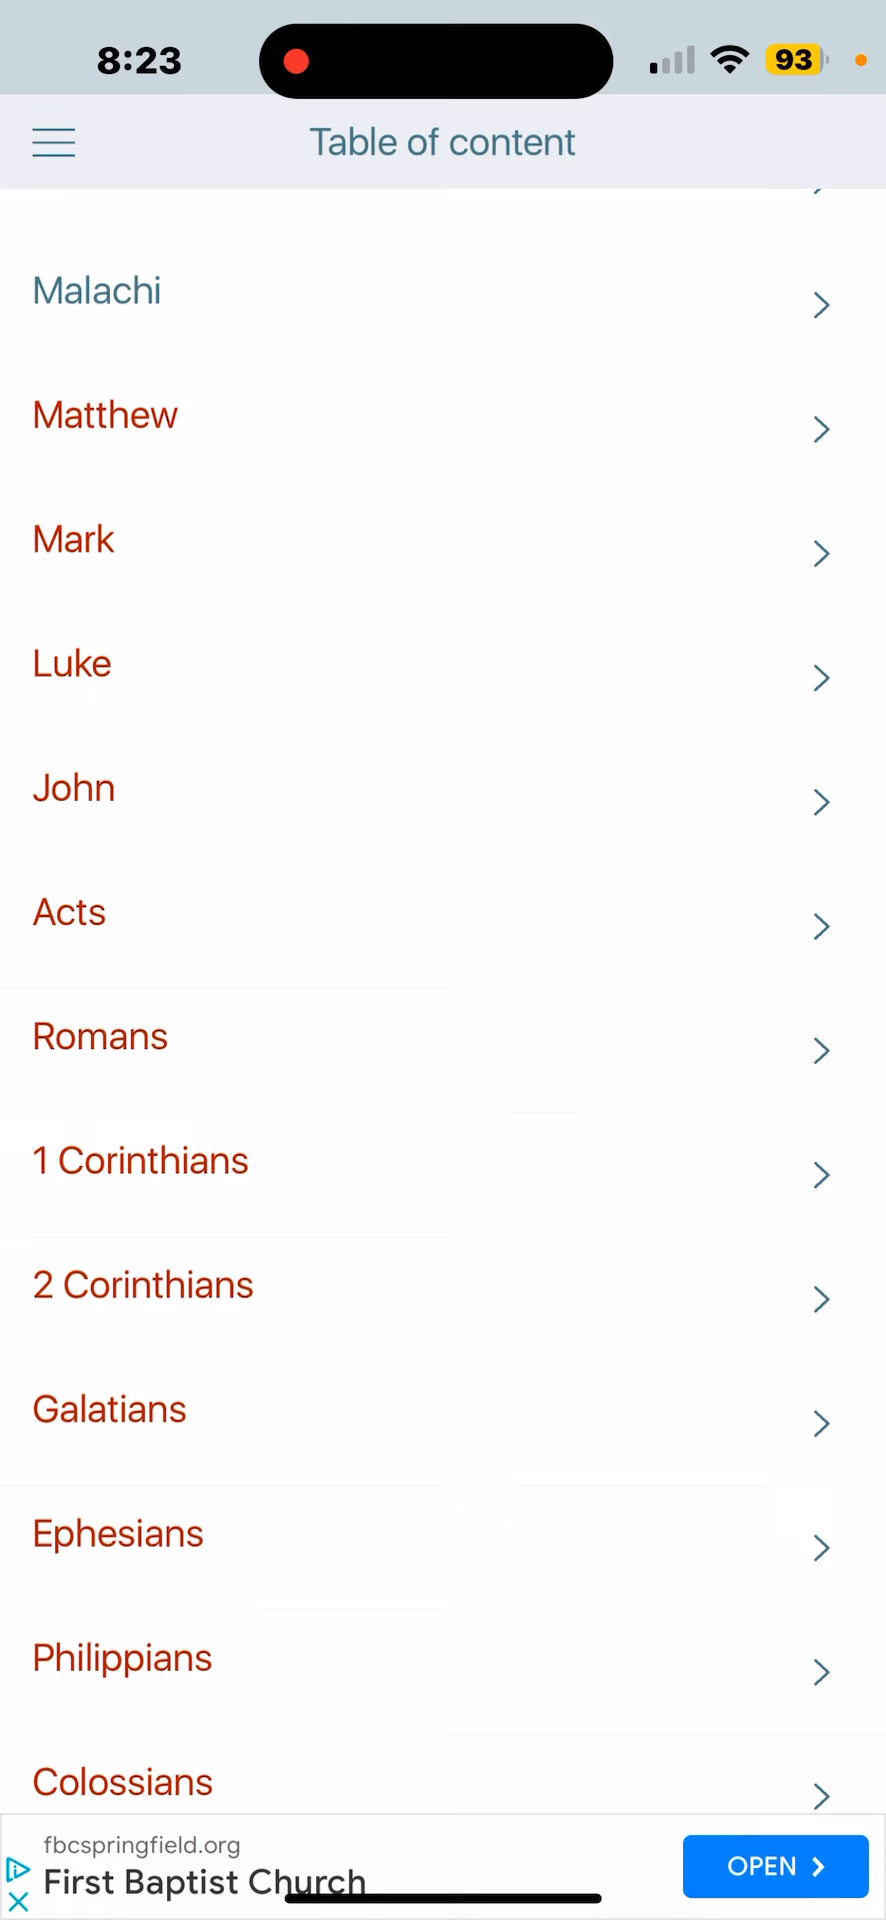 8:23
93
Table of content
Malachi
Matthew
Mark
Luke
John
Acts
Romans
1 Corinthians
2 Corinthians
Galatians
Ephesians
Philippians
Colossians
fbcspringfield.org
First Baptist Church
OPEN